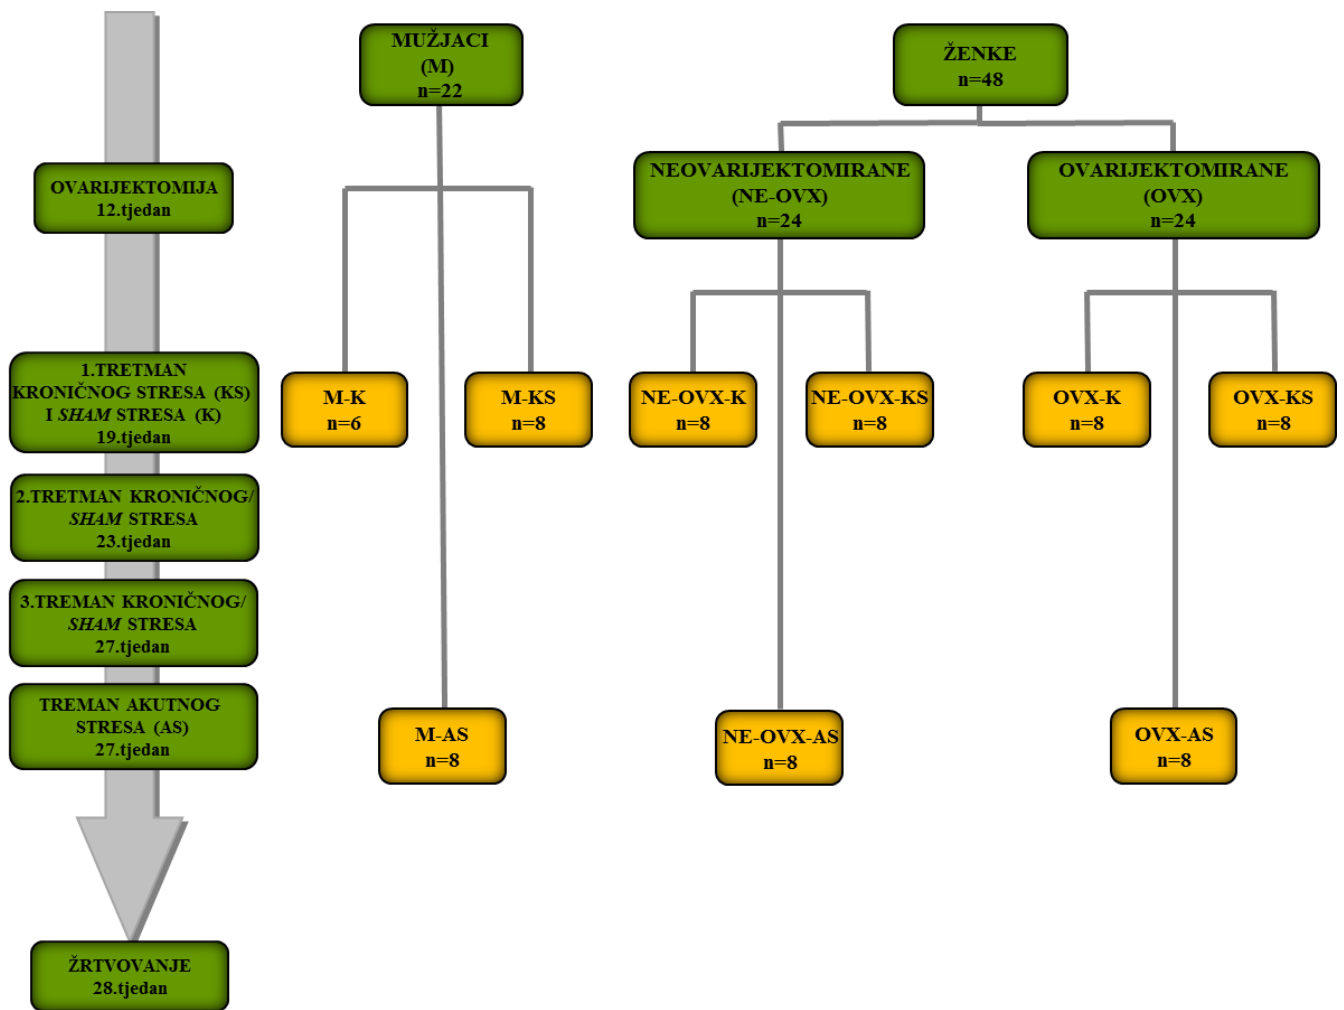 MUŽJACI
(M)
n=22
ŽENKE
n=48
OVARIJEKTOMIJA
12.tjedan
NEOVARIJEKTOMIRANE
(NE-OVX)
n=24
OVARIJEKTOMIRANE
(OVX)
n=24
1.TRETMAN
KRONIČNOG STRESA (KS)
I SHAM STRESA (K)
19.tjedan
M-K
n=6
M-KS
n=8
NE-OVX-K
n=8
NE-OVX-KS
n=8
OVX-K
n=8
OVX-KS
n=8
2.TRETMAN KRONIČNOG/
SHAM STRESA
23.tjedan
3.TREMAN KRONIČNOG/
SHAM STRESA
27.tjedan
TREMAN AKUTNOG
STRESA (AS)
27.tjedan
M-AS
n=8
NE-OVX-AS
n=8
OVX-AS
n=8
ŽRTVOVANJE
28.tjedan